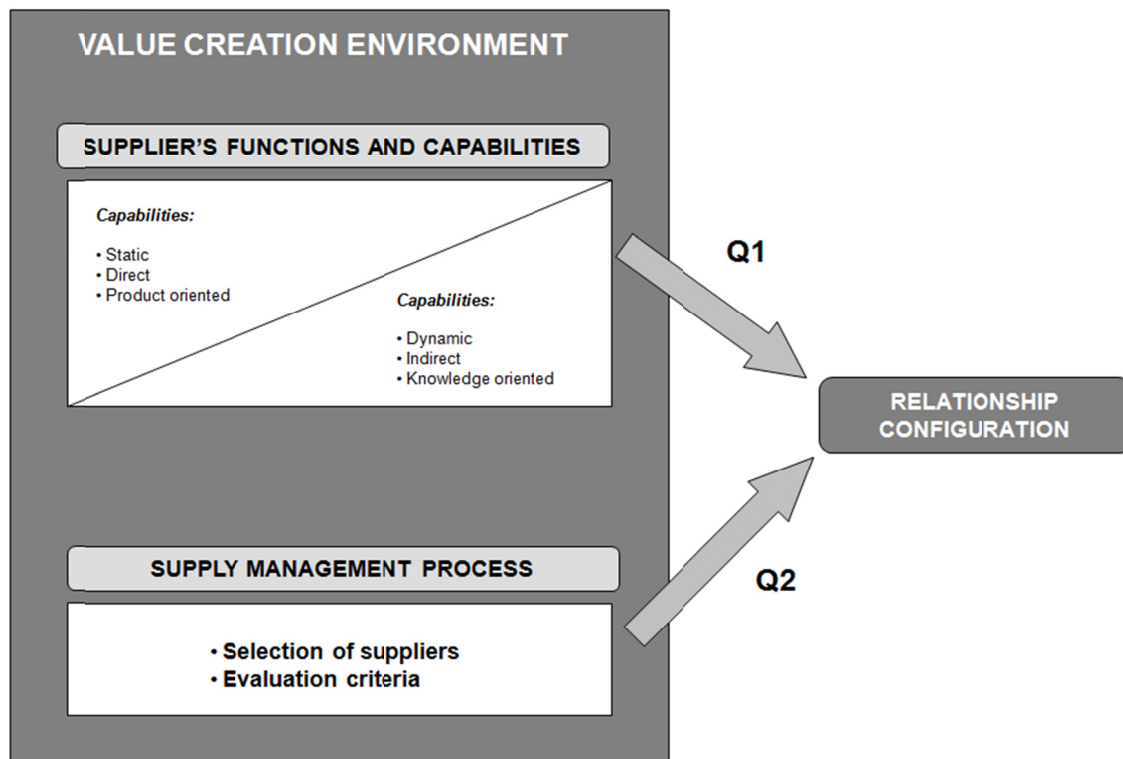 VALUE CREATION ENVIRONMENT
SUPPLIER'S FUNCTIONS AND CAPABILITIES
Capabilities:
• Static
• Direct
• Product oriented
Capabilities:
• Dynamic
• Indirect
• Knowledge oriented
Q1
RELATIONSHIP
CONFIGURATION
SUPPLY MANAGEMENT PROCESS
• Selection of suppliers
• Evaluation criteria
Q2